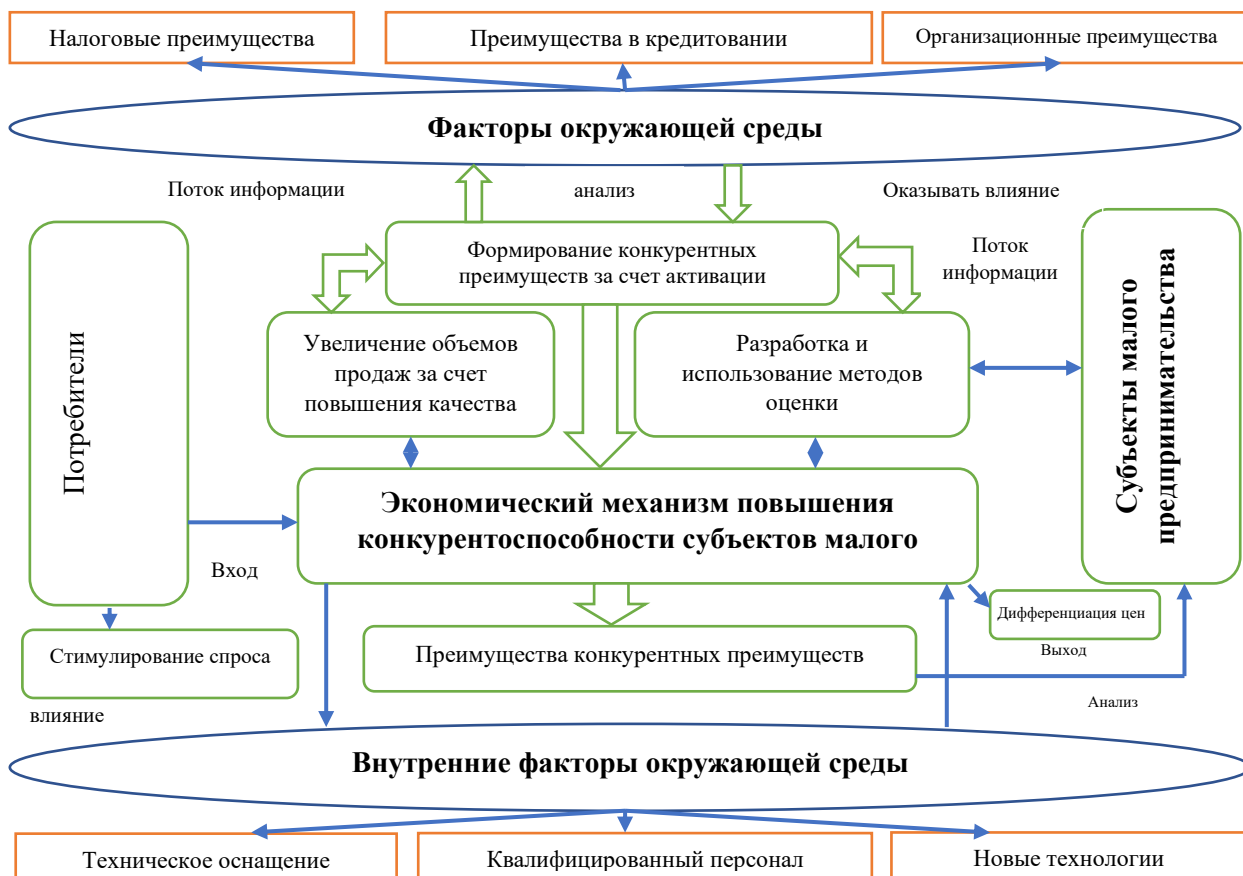 Налоговые преимущества
Преимущества в кредитовании
Организационные преимущества
Факторы окружающей среды
Поток информации
анализ
Оказывать влияние
Формирование конкурентных
преимуществ за счет активации
Поток
информации
Потребители
Увеличение объемов
продаж за счет
повышения качества
Разработка и
использование методов
оценки
Субъекты малого
предпринимательства
Экономический механизм повышения
конкурентоспособности субъектов малого
Вход
Дифференциация цен
Выход
Стимулирование спроса
Преимущества конкурентных преимуществ
влияние
Анализ
Внутренние факторы окружающей среды
Техническое оснащение
Квалифицированный персонал
Новые технологии